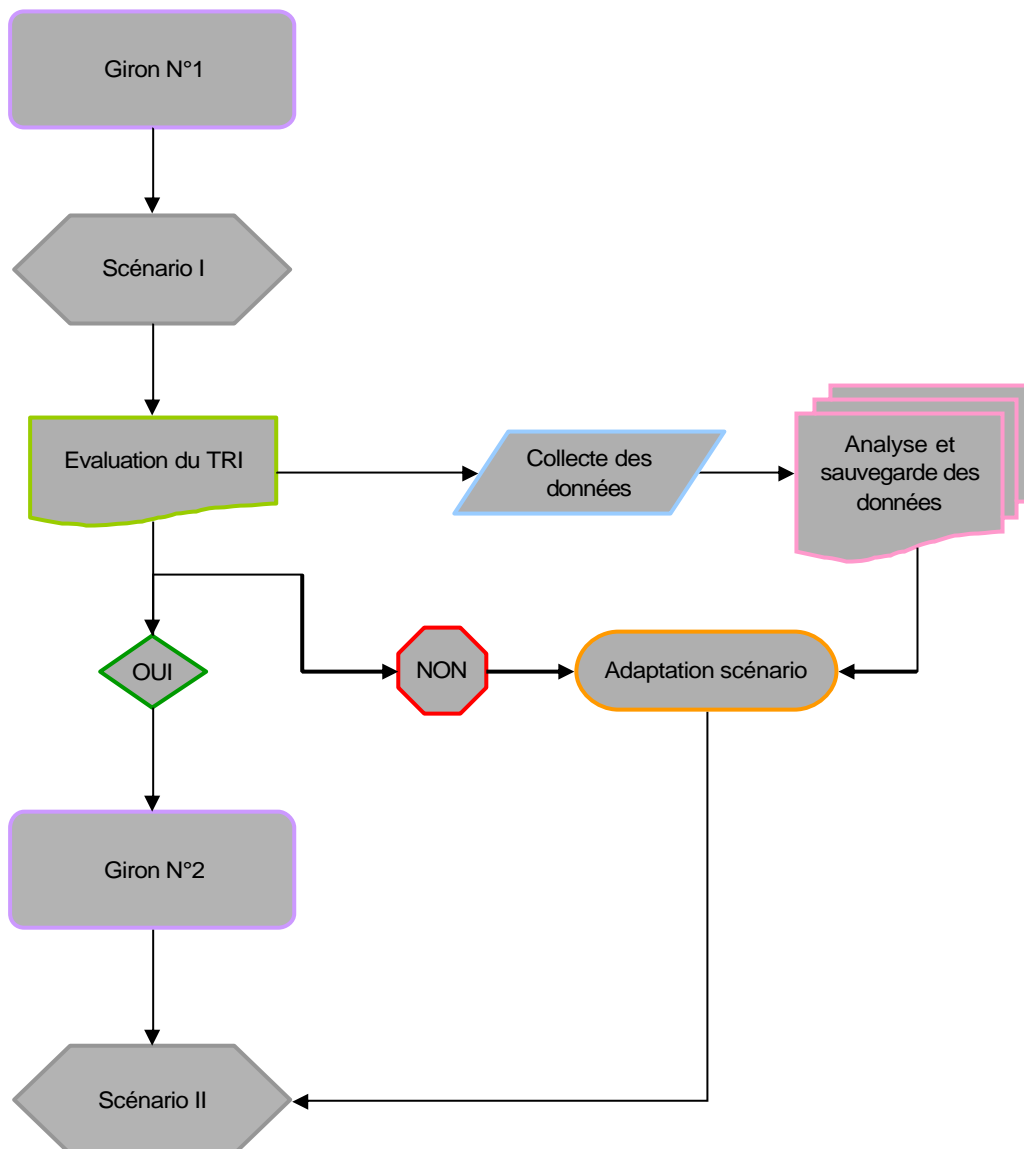 Giron N°1
Scénario I
Evaluation du TRI
Collecte des
données
Analyse et
sauvegarde des
données
OUI
NON
Adaptation scénario
Giron N°2
Scénario II